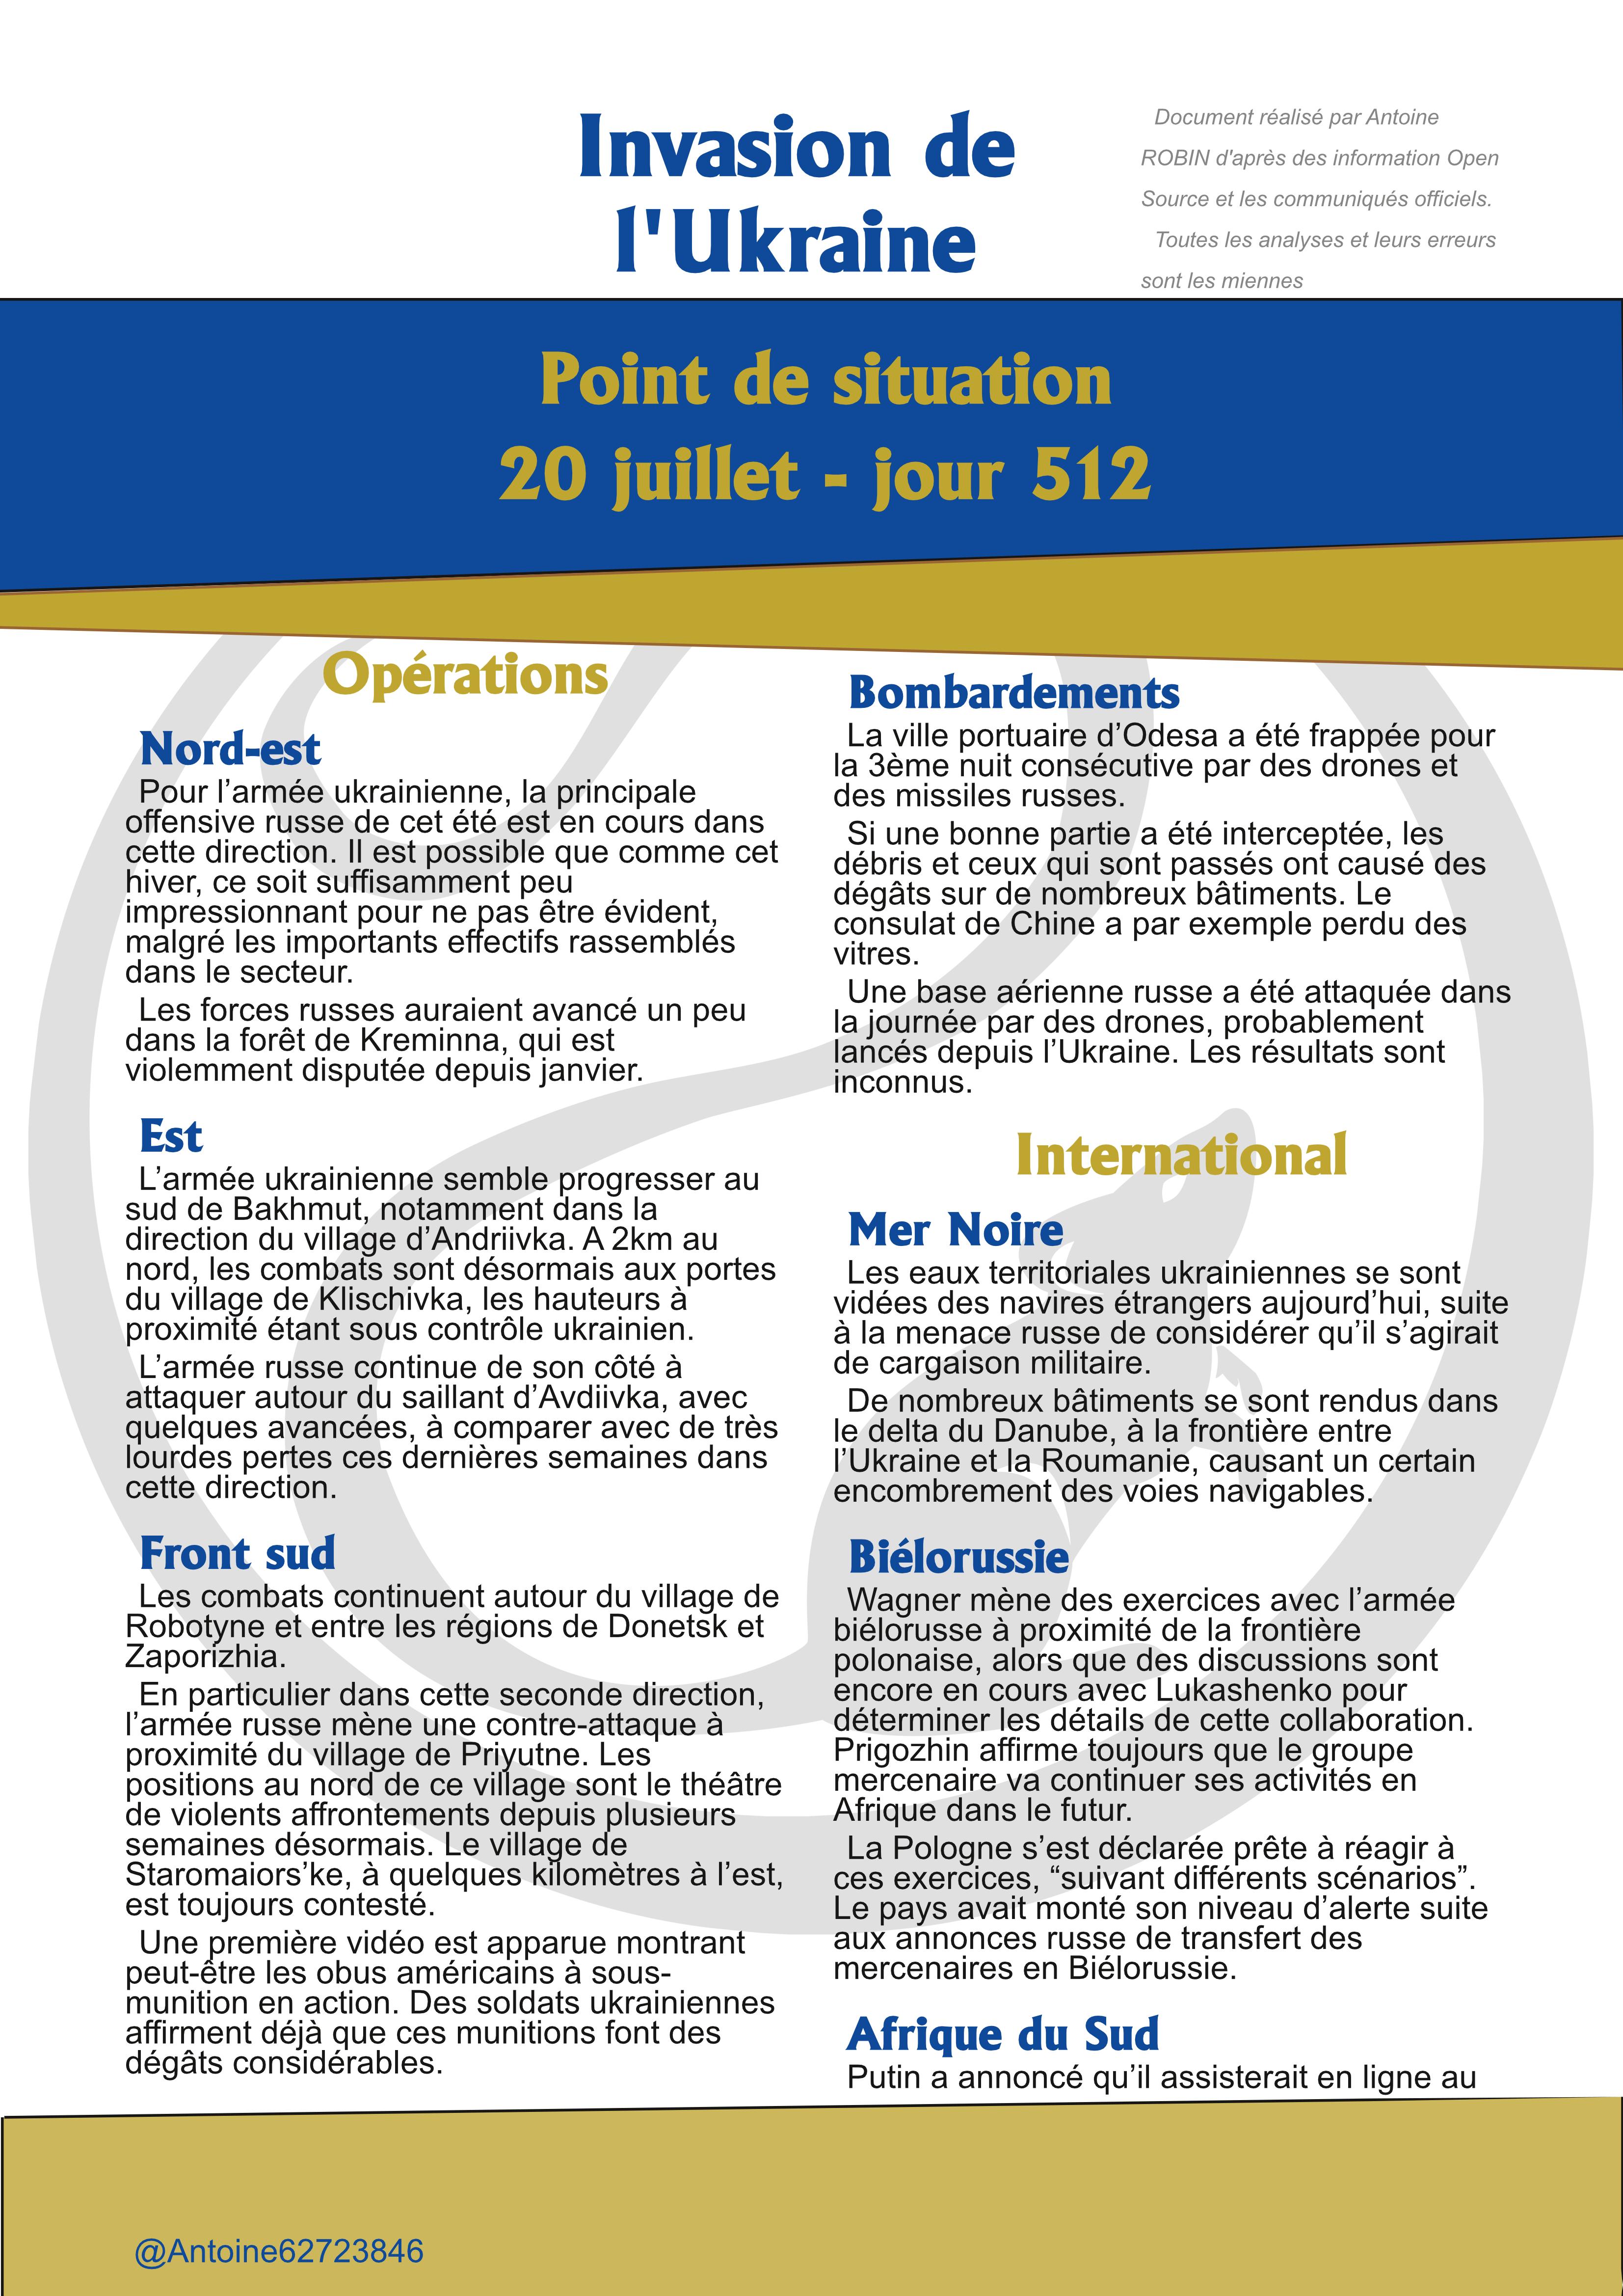 Invasion de
l'Ukraine
Document réalisé par Antoine
ROBIN d'après des information Open
Source et les communiqués officiels.
Toutes les analyses et leurs erreurs
sont les miennes
Point de situation
20 juillet - jour 512
Opérations
Nord-est
Pour l’armée ukrainienne, la principale
offensive russe de cet été est en cours dans
cette direction. Il est possible que comme cet
hiver, ce soit suffisamment peu
impressionnant pour ne pas être évident,
malgré les importants effectifs rassemblés
dans le secteur.
Les forces russes auraient avancé un peu
dans la forêt de Kreminna, qui est
violemment disputée depuis janvier.
Est
L’armée ukrainienne semble progresser au
sud de Bakhmut, notamment dans la
direction du village d’Andriivka. A 2km au
nord, les combats sont désormais aux portes
du village de Klischivka, les hauteurs à
proximité étant sous contrôle ukrainien.
L’armée russe continue de son côté à
attaquer autour du saillant d’Avdiivka, avec
quelques avancées, à comparer avec de très
lourdes pertes ces dernières semaines dans
cette direction.
Front sud
Les combats continuent autour du village de
Robotyne et entre les régions de Donetsk et
Zaporizhia.
En particulier dans cette seconde direction,
l’armée russe mène une contre-attaque à
proximité du village de Priyutne. Les
positions au nord de ce village sont le théâtre
de violents affrontements depuis plusieurs
semaines désormais. Le village de
Staromaiors’ke, à quelques kilomètres à l’est,
est toujours contesté.
Une première vidéo est apparue montrant
peut-être les obus américains à sous-
munition en action. Des soldats ukrainiennes
affirment déjà que ces munitions font des
dégâts considérables.
Bombardements
La ville portuaire d’Odesa a été frappée pour
la 3ème nuit consécutive par des drones et
des missiles russes.
Si une bonne partie a été interceptée, les
débris et ceux qui sont passés ont causé des
dégâts sur de nombreux bâtiments. Le
consulat de Chine a par exemple perdu des
vitres.
Une base aérienne russe a été attaquée dans
la journée par des drones, probablement
lancés depuis l’Ukraine. Les résultats sont
inconnus.
International
Mer Noire
Les eaux territoriales ukrainiennes se sont
vidées des navires étrangers aujourd’hui, suite
à la menace russe de considérer qu’il s’agirait
de cargaison militaire.
De nombreux bâtiments se sont rendus dans
le delta du Danube, à la frontière entre
l’Ukraine et la Roumanie, causant un certain
encombrement des voies navigables.
Biélorussie
Wagner mène des exercices avec l’armée
biélorusse à proximité de la frontière
polonaise, alors que des discussions sont
encore en cours avec Lukashenko pour
déterminer les détails de cette collaboration.
Prigozhin affirme toujours que le groupe
mercenaire va continuer ses activités en
Afrique dans le futur.
La Pologne s’est déclarée prête à réagir à
ces exercices, “suivant différents scénarios”.
Le pays avait monté son niveau d’alerte suite
aux annonces russe de transfert des
mercenaires en Biélorussie.
Afrique du Sud
Putin a annoncé qu’il assisterait en ligne au
@Antoine62723846